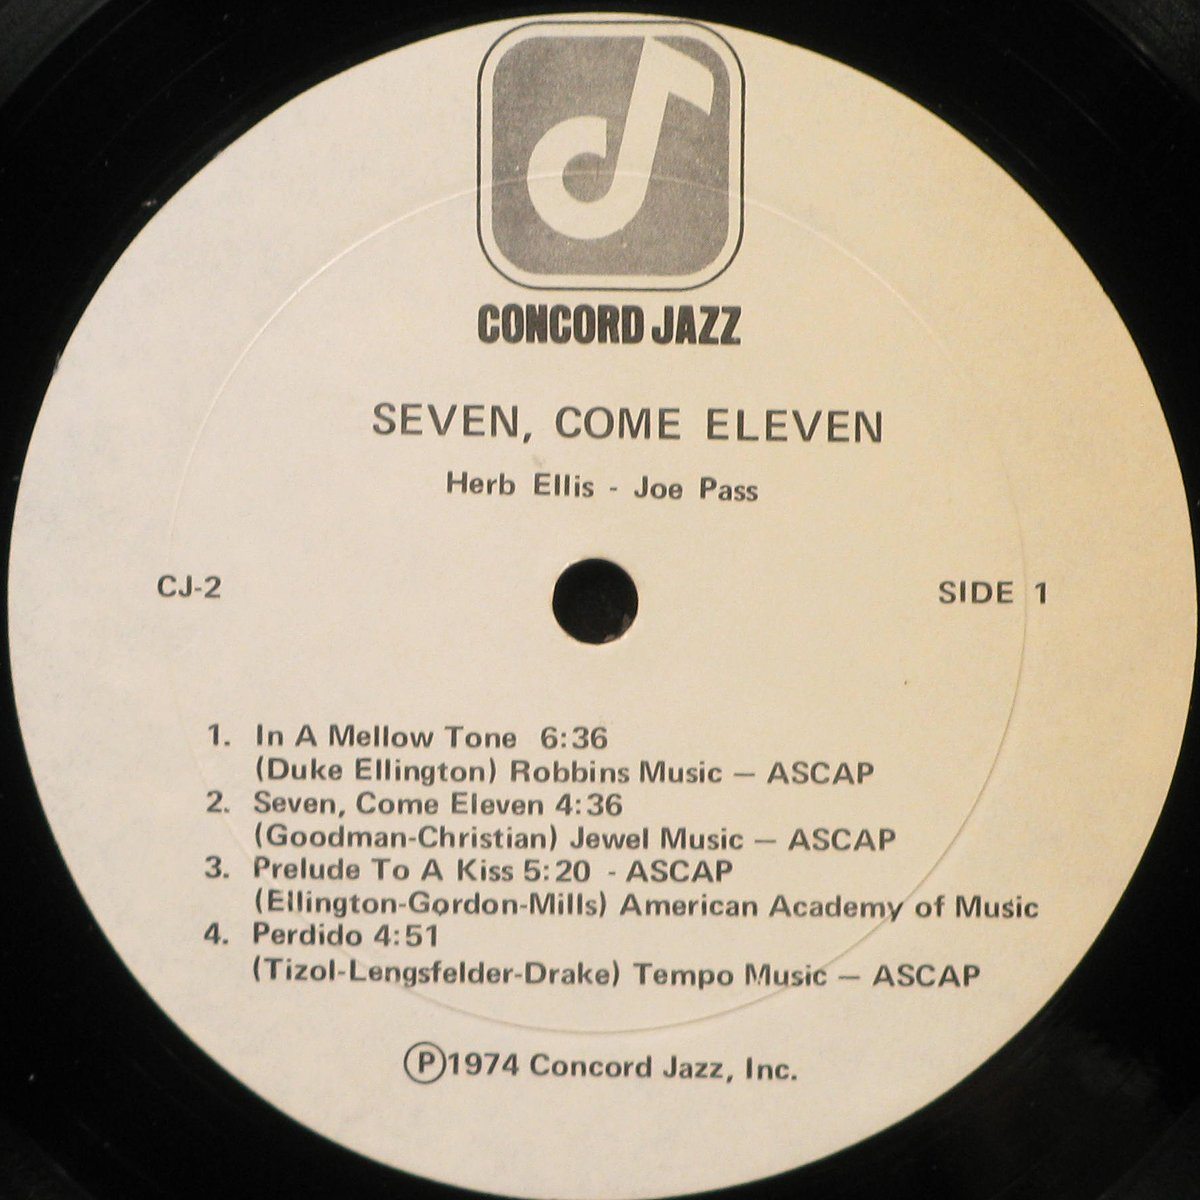 CONCORD JAZZ
SEVEN, COME ELEVEN
Herb Ellis - Joe Pass
CJ-2
SIDE 1
1. In A Mellow Tone 6:36
(Duke Ellington) Robbins Music — ASCAP
2. Seven, Come Eleven 4:36
(Goodman-Christian) Jewel Music — ASCAP
3. Prelude To A Kiss 5:20 - ASCAP
(Ellington-Gordon-Mills) American Academy of Music
4. Perdido 4:51
(Tizol-Lengsfelder-Drake) Tempo Music — ASCAP
Ⓟ1974 Concord Jazz, Inc.